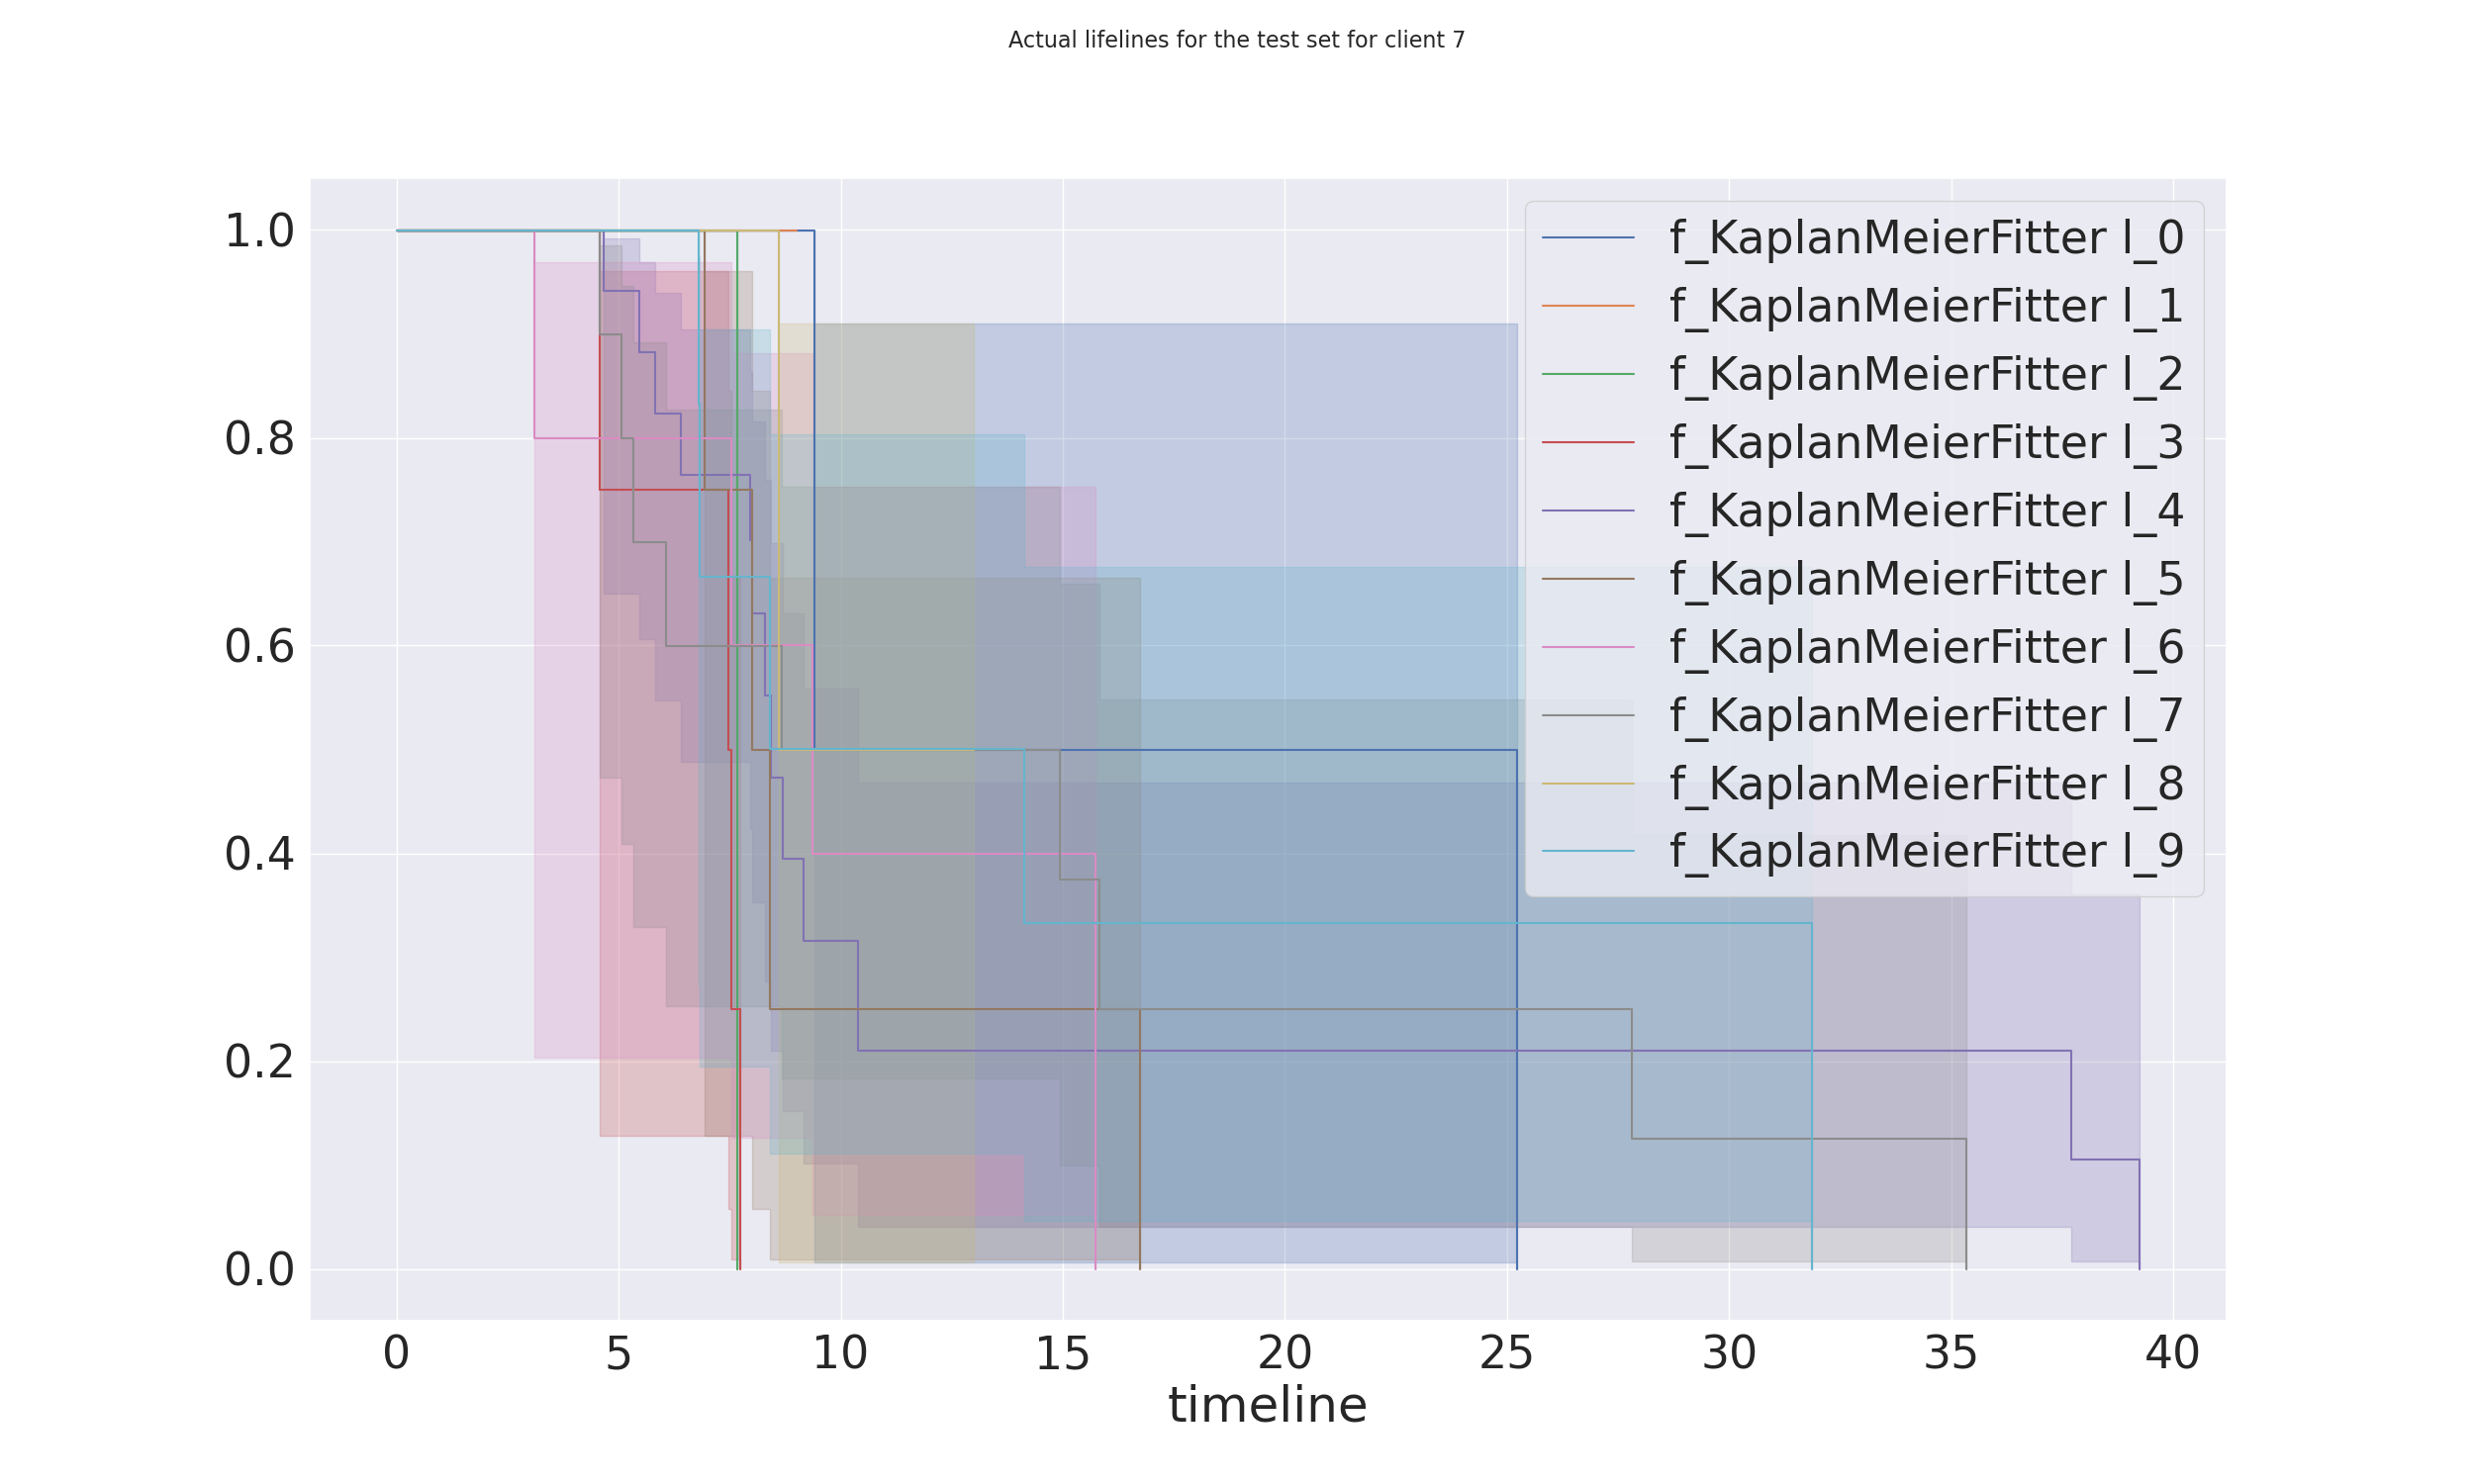 Actual lifelines for the test set for client 7
1.0
0.8
0.6
0.4
0.2
0.0
f_KaplanMeierFitter l_0
f_KaplanMeierFitter l_1
f_KaplanMeierFitter l_2
f_KaplanMeierFitter l_3
f_KaplanMeierFitter l_4
f_KaplanMeierFitter l_5
f_KaplanMeierFitter l_6
f_KaplanMeierFitter l_7
f_KaplanMeierFitter l_8
f_KaplanMeierFitter l_9
0 5 10 15 20 25 30 35 40
timeline